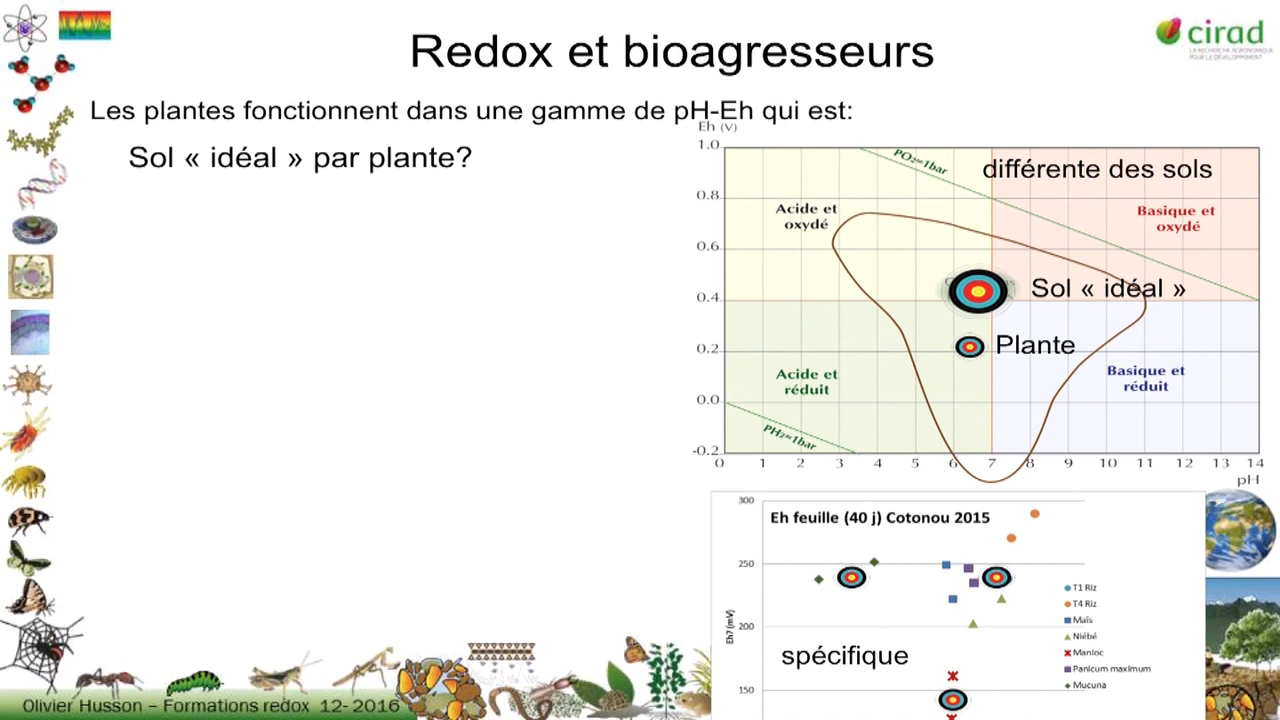 Redox et bioagresseurs
cirad
LA RECHERCHE AGRONOMIQUE
POUR LE DÉVELOPPEMENT
Les plantes fonctionnent dans une gamme de pH-Eh qui est:
Sol « idéal » par plante?
Eh (V)
1.0
0.8
0.6
0.4
0.2
0.0
-0.2
PO₂=1bar
différente des sols
Acide et
oxydé
Basique et
oxydé
Sol « idéal »
Plante
Acide et
réduit
Basique et
réduit
PH₂=1bar
0 1 2 3 4 5 6 7 8 9 10 11 12 13 14
pH
Eh feuille (40 j) Cotonou 2015
300
250
200
150
Eh7 (mV)
T1 Riz
T4 Riz
Maïs
Niébé
Manioc
Panicum maximum
Mucuna
spécifique
Olivier Husson – Formations redox 12- 2016